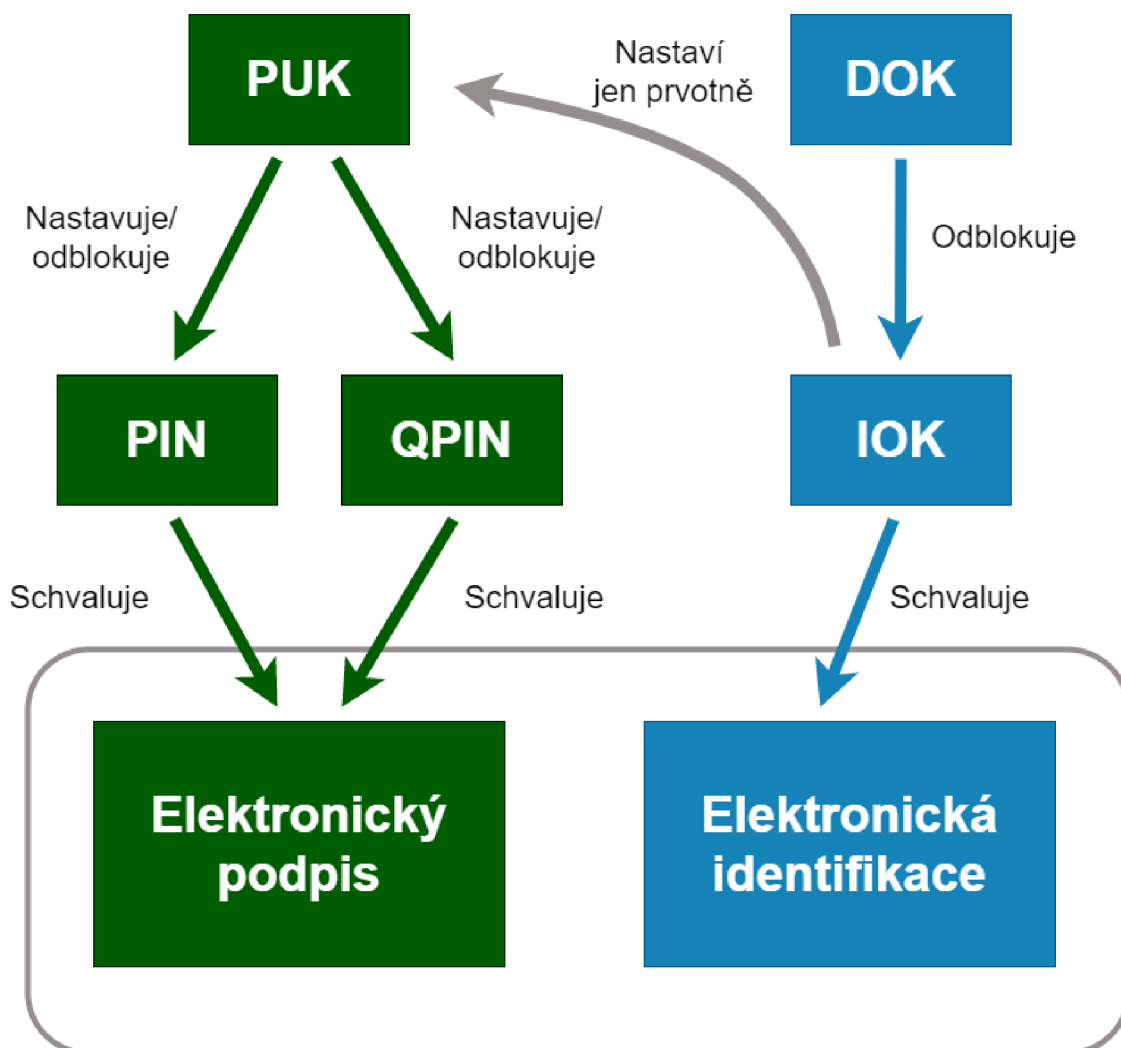 PUK
Nastaví
jen prvotně
DOK
Nastavuje/
odblokuje
Nastavuje/
odblokuje
Odblokuje
PIN
QPIN
IOK
Schvaluje
Schvaluje
Schvaluje
Elektronický
podpis
Elektronická
identifikace